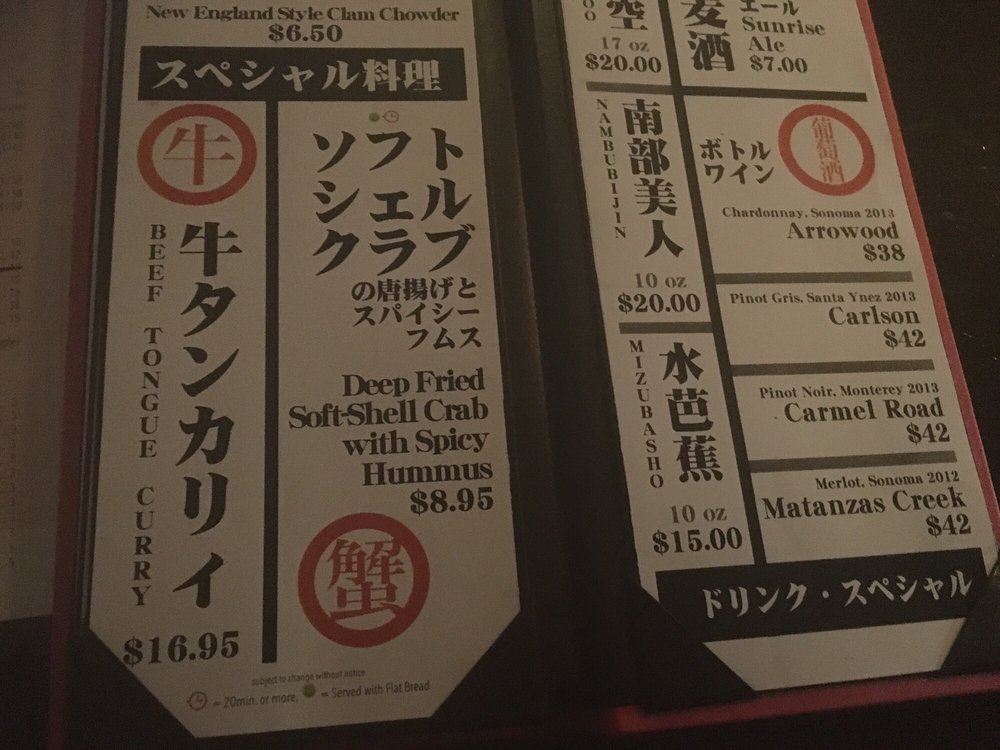 New England Style Clam Chowder
$6.50
スペシャル料理
牛
牛タンカリィ
BEEF TONGUE CURRY
$16.95
ソフト
シェル
クラブ
の唐揚げと
スパイシー
フムス
Deep Fried
Soft-Shell Crab
with Spicy
Hummus
$8.95
蟹
subject to change without notice
= 20min. or more, = Served with Flat Bread
空
OO
17 oz
$20.00
南部美人
NAMBUBIJIN
10 oz
$20.00
水芭蕉
MIZUBASHO
10 oz
$15.00
麦酒
エール
Sunrise
Ale
$7.00
ボトル
ワイン
葡萄酒
Chardonnay, Sonoma 2013
Arrowood
$38
Pinot Gris, Santa Ynez 2013
Carlson
$42
Pinot Noir, Monterey 2013
Carmel Road
$42
Merlot, Sonoma 2012
Matanzas Creek
$42
ドリンク・スペシャル